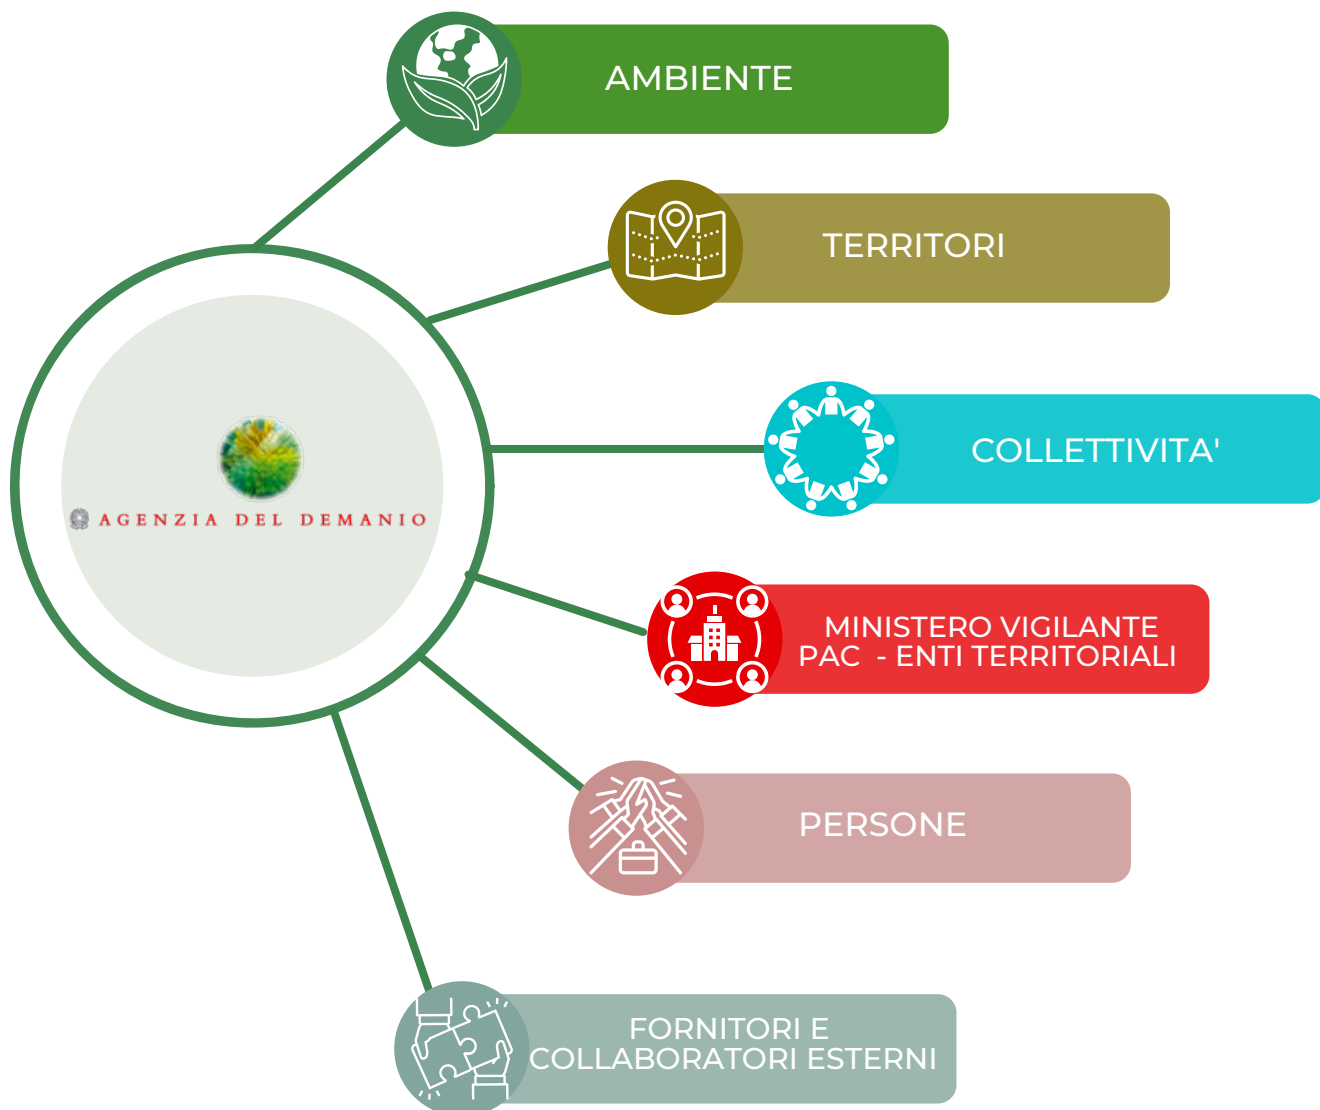 AMBIENTE
TERRITORI
COLLETTIVITA'
AGENZIA DEL DEMANIO
MINISTERO VIGILANTE
PAC - ENTI TERRITORIALI
PERSONE
FORNITORI E
COLLABORATORI ESTERNI